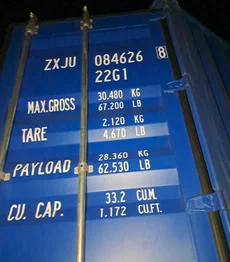 ZXJU 084626 8
22G1
MAX.GROSS 30.480 KG
67.200 LB
TARE 2.120 KG
4.670 LB
PAYLOAD 28.360 KG
62.530 LB
CU. CAP. 33.2 CU.M.
1.172 CU.FT.